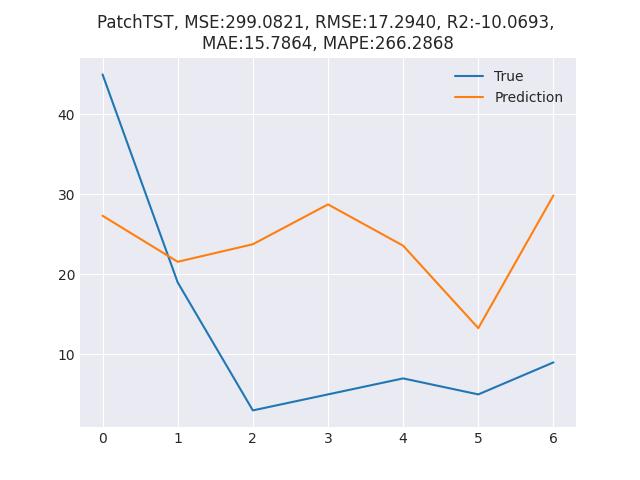 PatchTST, MSE:299.0821, RMSE:17.2940, R2:-10.0693,
MAE:15.7864, MAPE:266.2868
True
Prediction
40
30
20
10
0 1 2 3 4 5 6